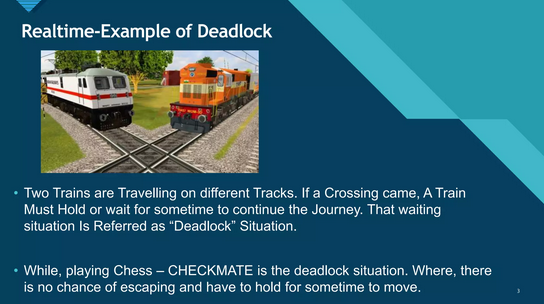 Realtime-Example of Deadlock
• Two Trains are Travelling on different Tracks. If a Crossing came, A Train
Must Hold or wait for sometime to continue the Journey. That waiting
situation Is Referred as “Deadlock” Situation.
• While, playing Chess – CHECKMATE is the deadlock situation. Where, there
is no chance of escaping and have to hold for sometime to move.
3